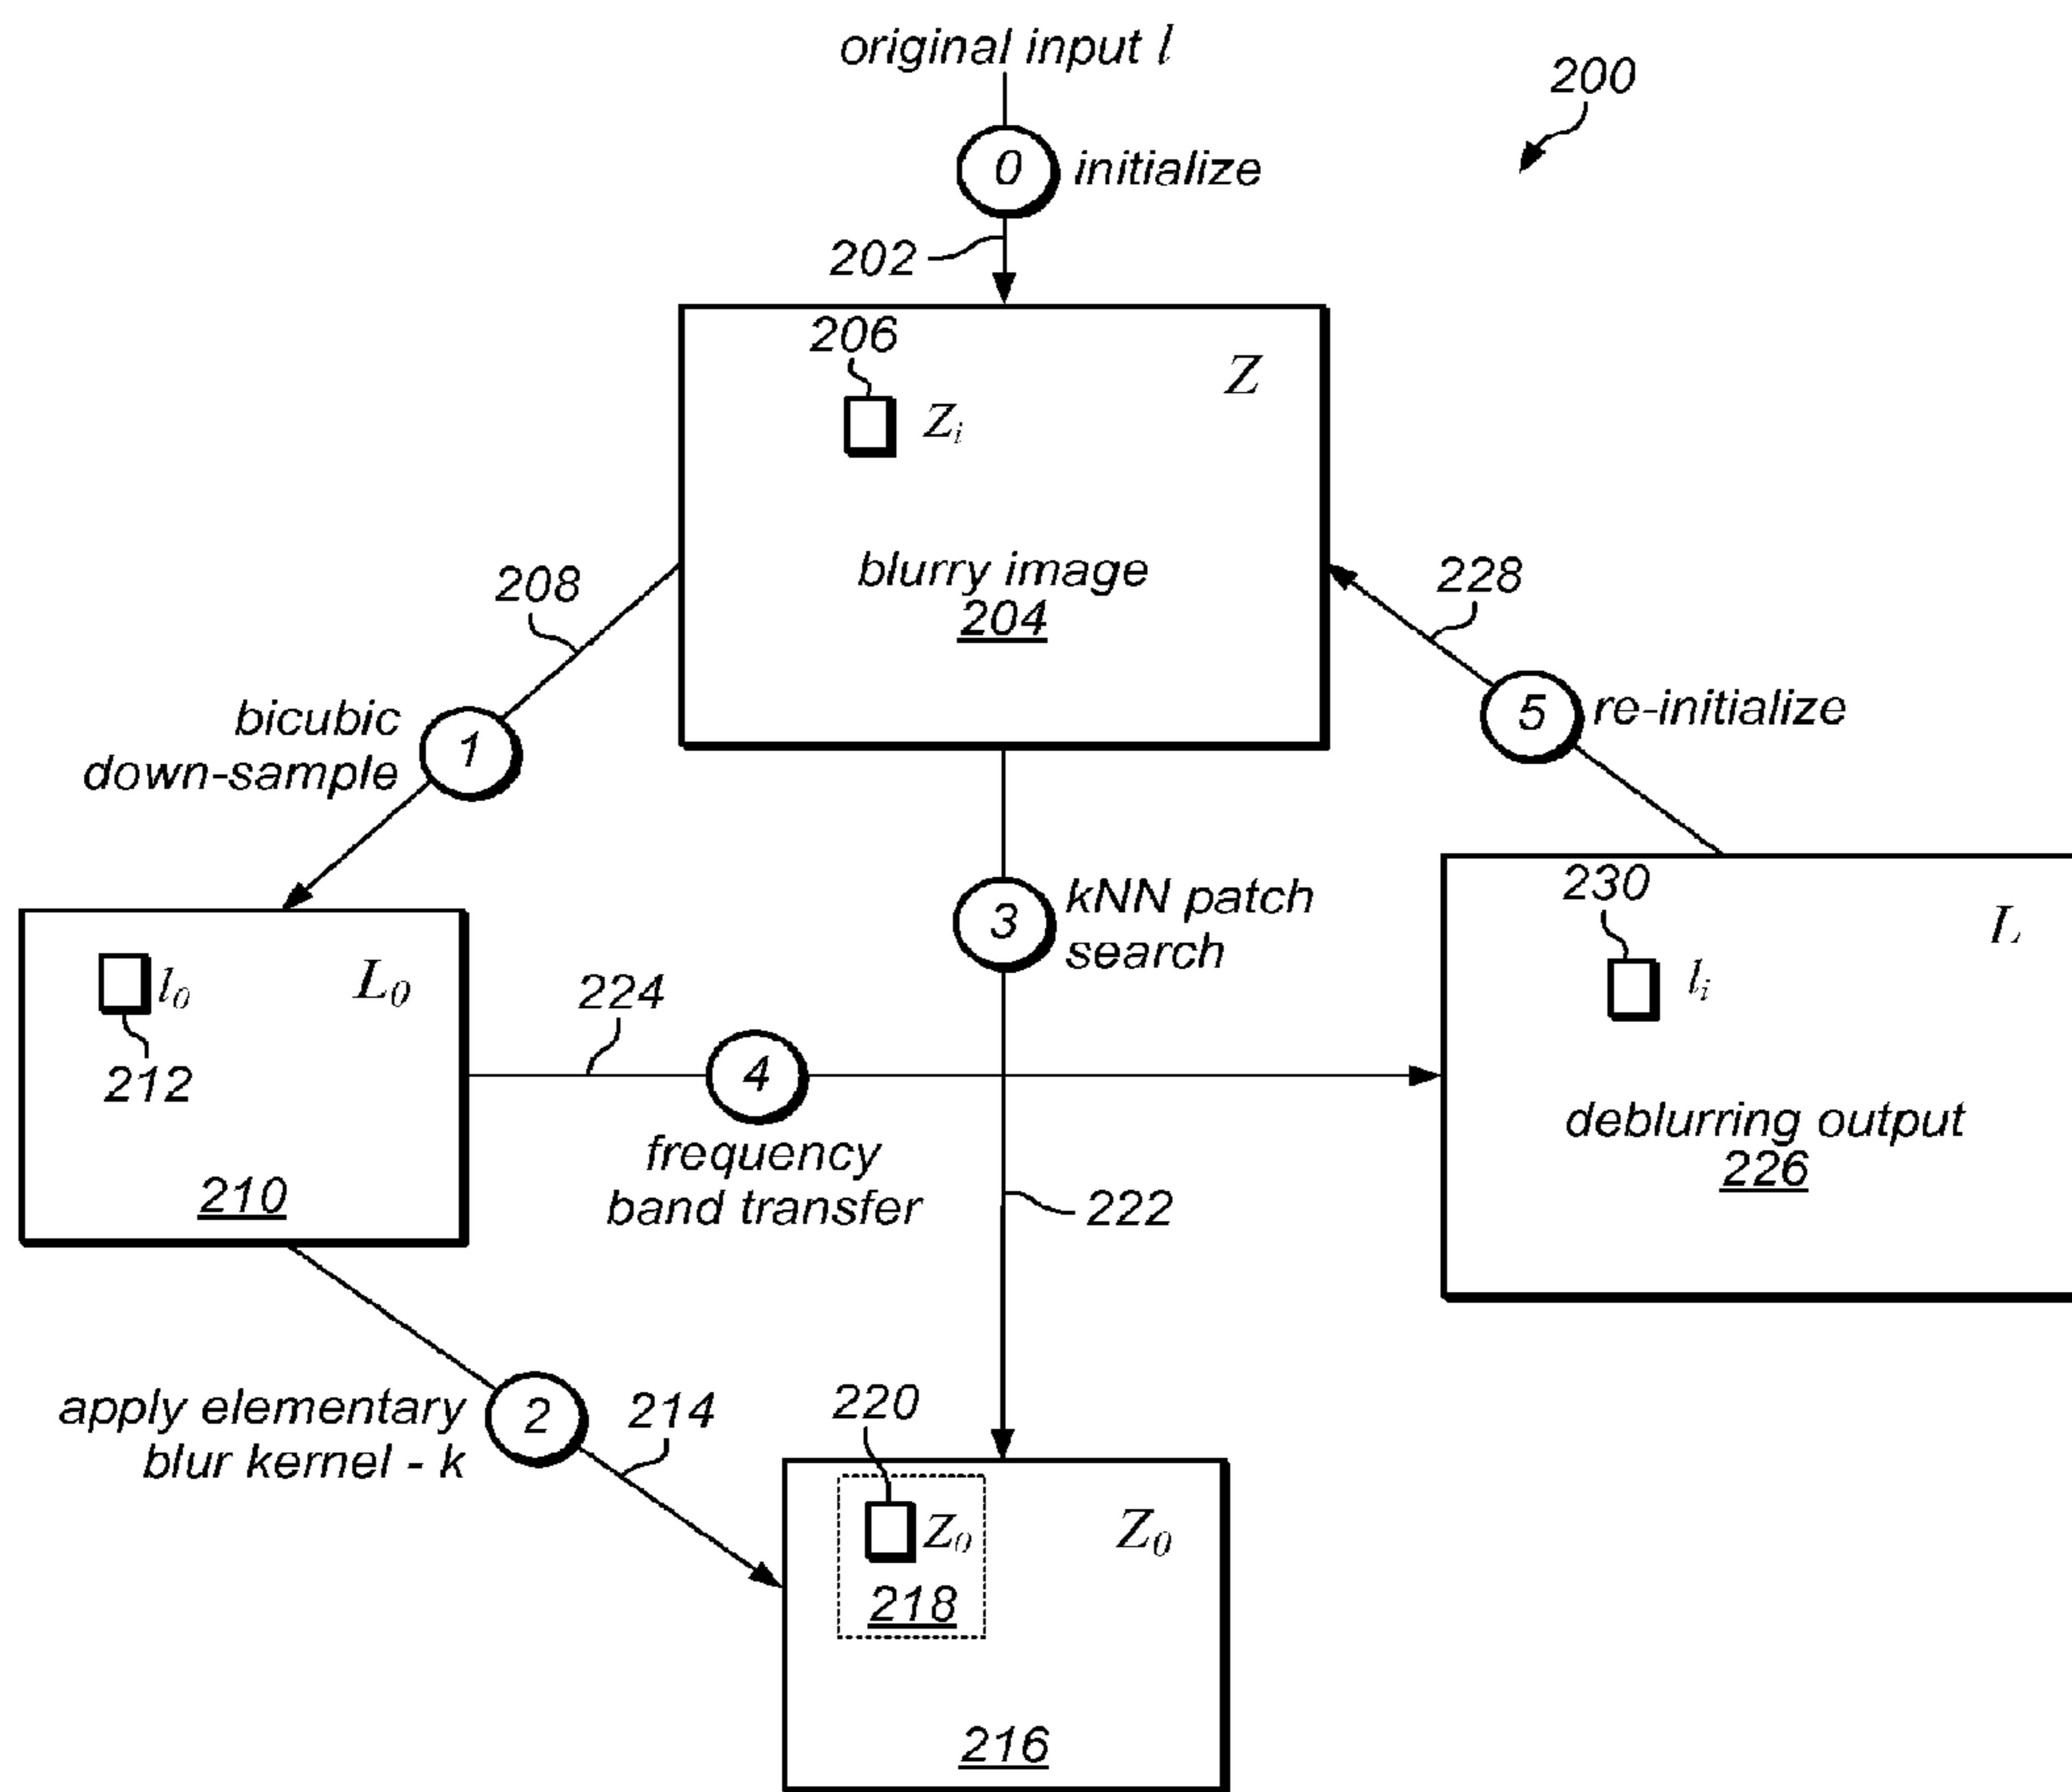 original input l
200
0 initialize
202
206
Z
Zi
blurry image
204
208
228
bicubic
down-sample
1
5 re-initialize
3 kNN patch
search
230
L
l0
L0
li
224
212
4
deblurring output
226
frequency
band transfer
210
222
apply elementary
blur kernel - k
2
214
220
Z0
Z0
218
216